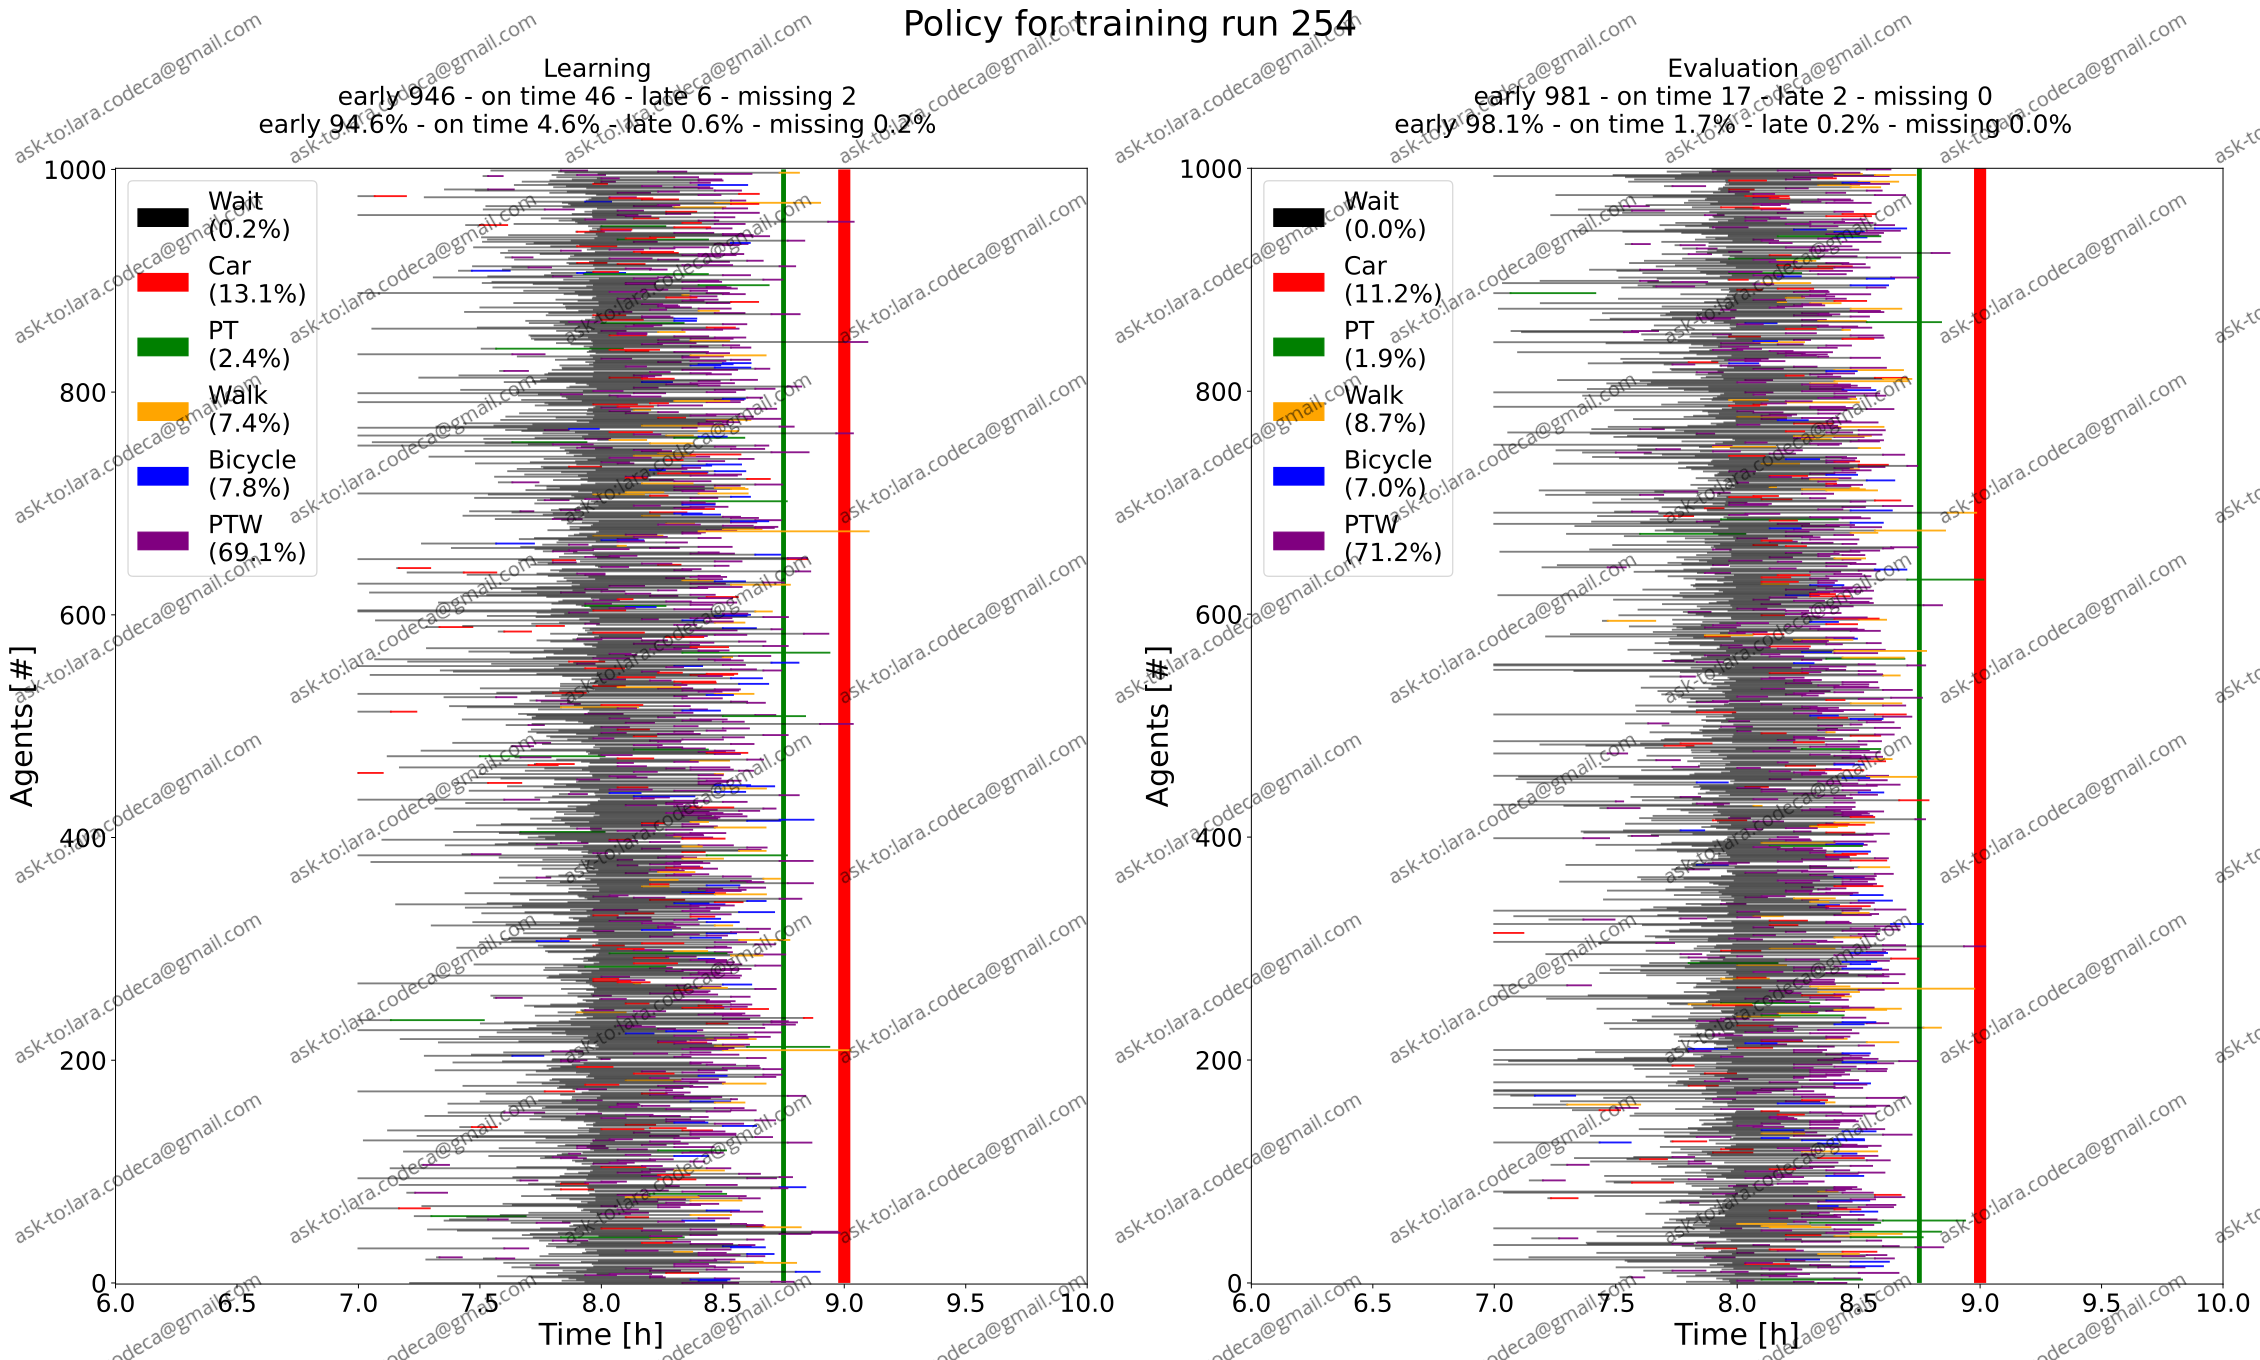 Policy for training run 254
Learning
early 946 - on time 46 - late 6 - missing 2
early 94.6% - on time 4.6% - late 0.6% - missing 0.2%
Agents [#]
1000
800
600
400
200
0
Wait
(0.2%)
Car
(13.1%)
PT
(2.4%)
Walk
(7.4%)
Bicycle
(7.8%)
PTW
(69.1%)
6.0 6.5 7.0 7.5 8.0 8.5 9.0 9.5 10.0
Time [h]
Evaluation
early 981 - on time 17 - late 2 - missing 0
early 98.1% - on time 1.7% - late 0.2% - missing 0.0%
Agents [#]
1000
800
600
400
200
0
Wait
(0.0%)
Car
(11.2%)
PT
(1.9%)
Walk
(8.7%)
Bicycle
(7.0%)
PTW
(71.2%)
6.0 6.5 7.0 7.5 8.0 8.5 9.0 9.5 10.0
Time [h]
ask-to:lara.codeca@gmail.com